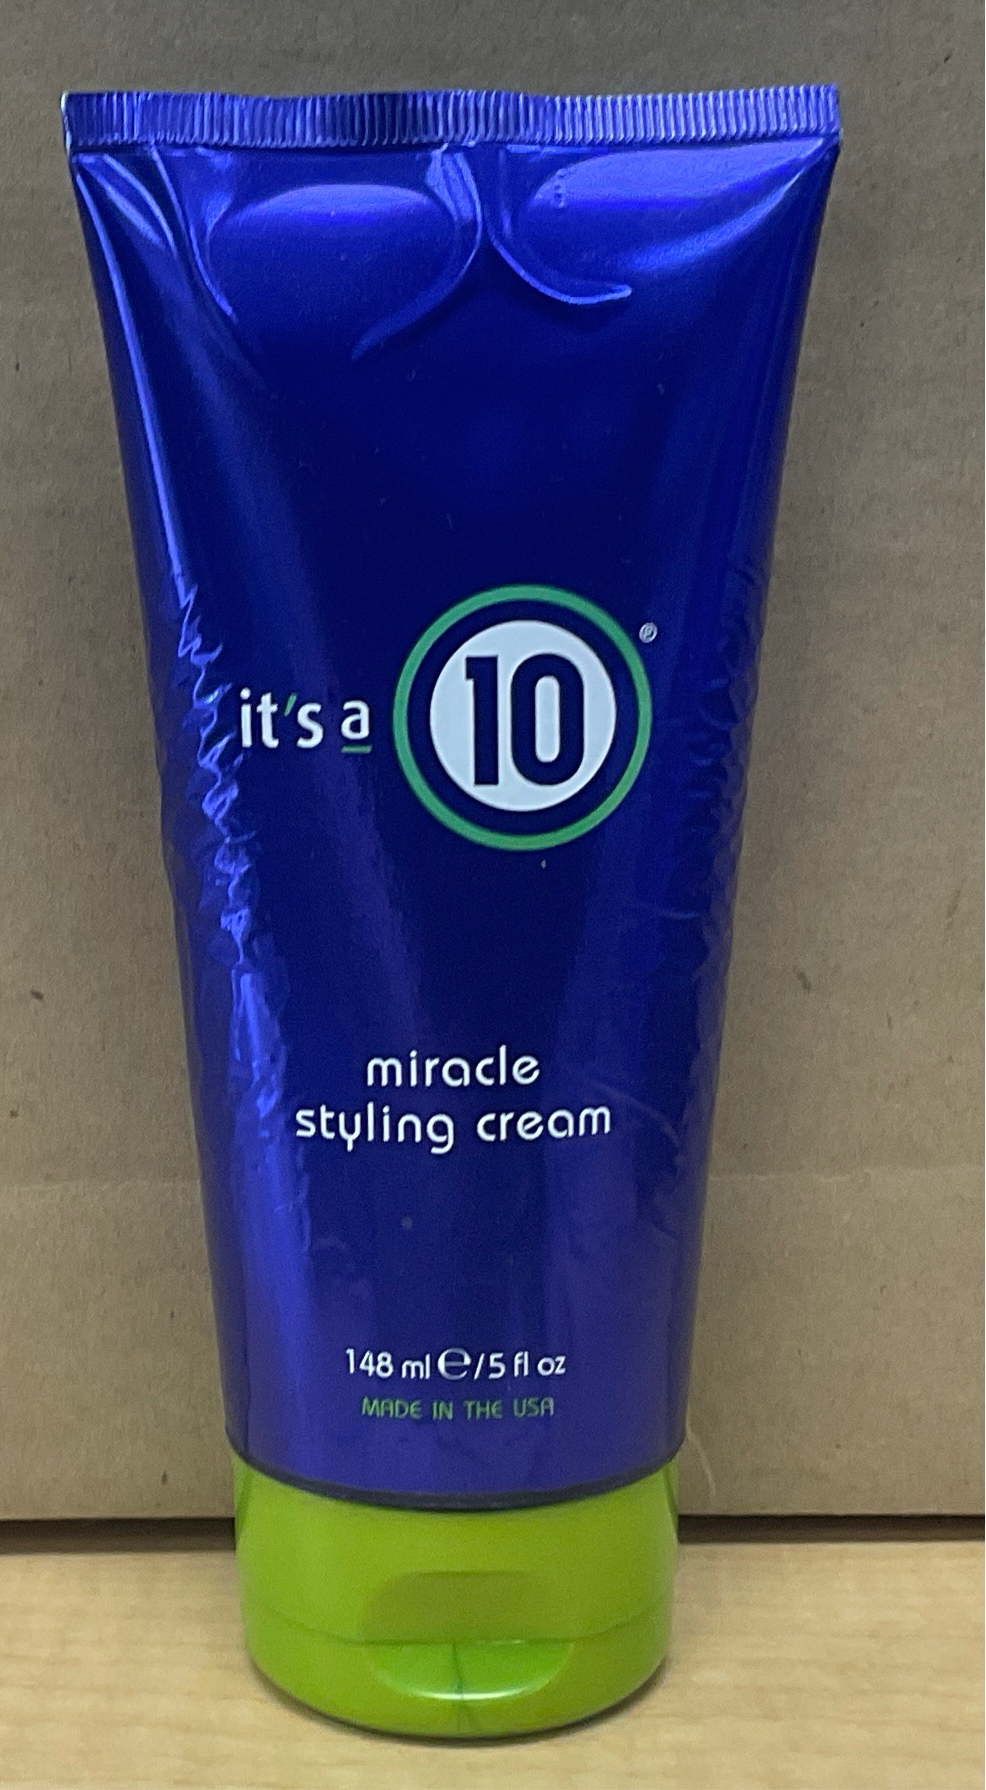 it's a 10®
miracle
styling cream
148 ml ℮/5 fl oz
MADE IN THE USA